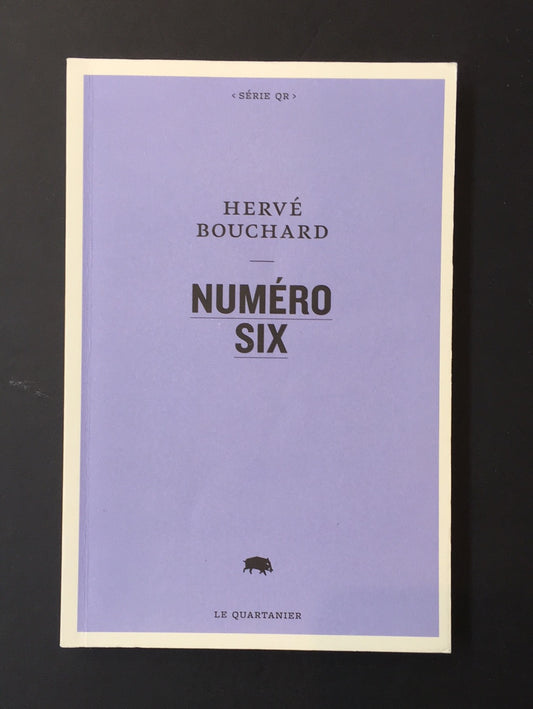 ‹ SÉRIE QR ›
HERVÉ
BOUCHARD
NUMÉRO
SIX
LE QUARTANIER